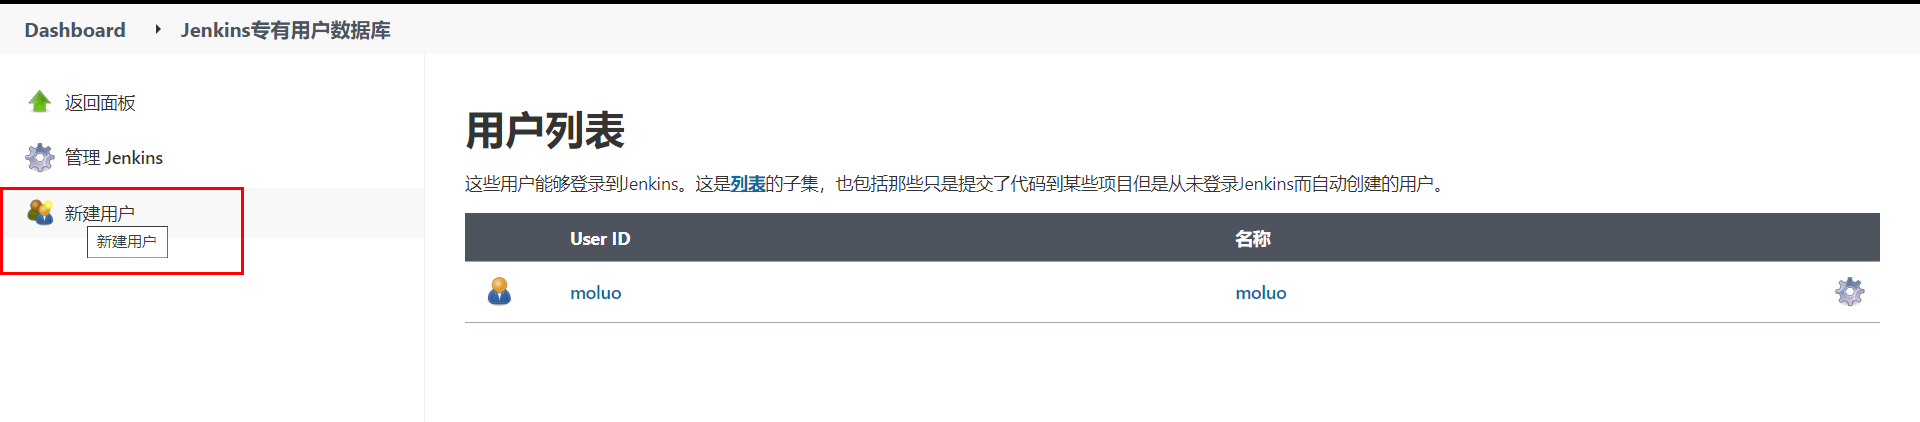 Dashboard
Jenkins专有用户数据库
返回面板
管理 Jenkins
新建用户
新建用户
用户列表
这些用户能够登录到Jenkins。这是列表的子集，也包括那些只是提交了代码到某些项目但是从未登录Jenkins而自动创建的用户。
User ID 名称
moluo moluo